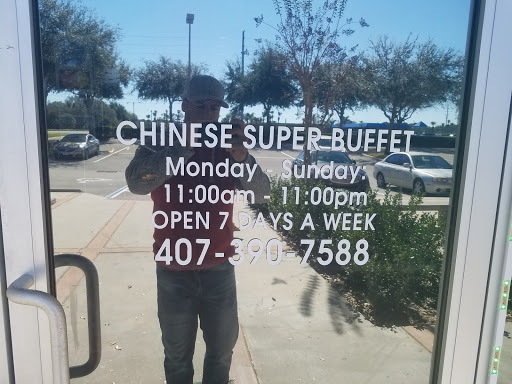 CHINESE SUPER BUFFET
Monday - Sunday:
11:00am - 11:00pm
OPEN 7 DAYS A WEEK
407-390-7588